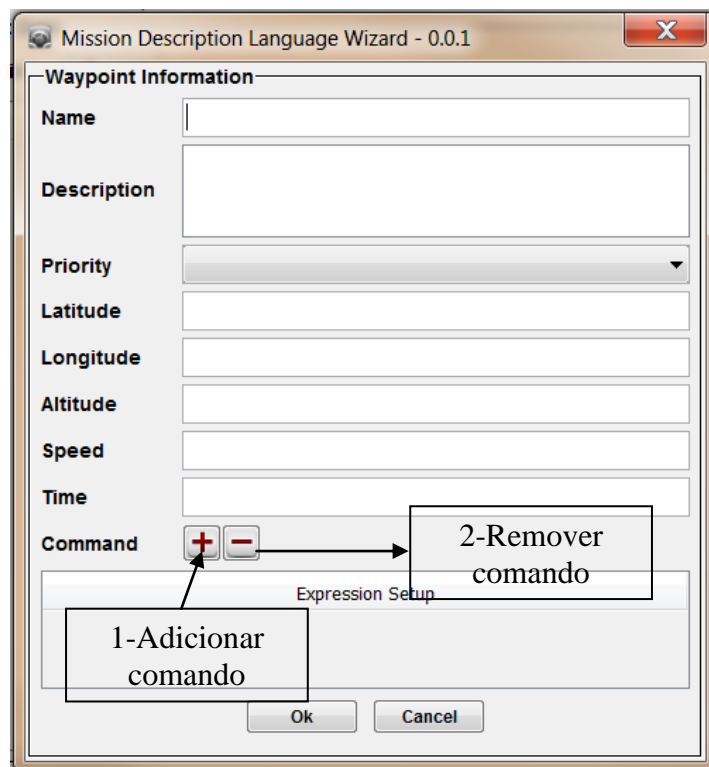 Mission Description Language Wizard - 0.0.1
X
Waypoint Information
Name
Description
Priority
Latitude
Longitude
Altitude
Speed
Time
Command
2-Remover
comando
Expression Setup
1-Adicionar
comando
Ok Cancel